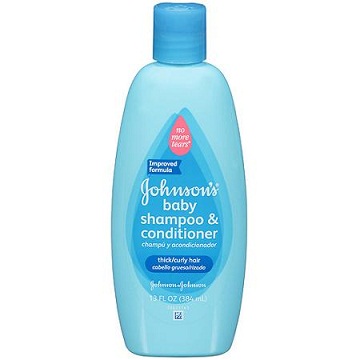 no more
tears®
Improved
formula
Johnson's®
baby
shampoo &
conditioner
champú y acondicionador
thick/curly hair
cabello grueso/rizado
Johnson & Johnson
13 FL OZ (384 mL)